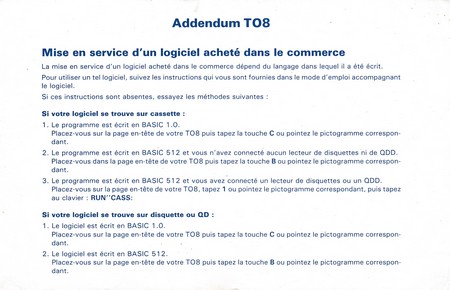 Addendum TO8
Mise en service d'un logiciel acheté dans le commerce
La mise en service d'un logiciel acheté dans le commerce dépend du langage dans lequel il a été écrit.
Pour utiliser un tel logiciel, suivez les instructions qui vous sont fournies dans le mode d'emploi accompagnant
le logiciel.
Si ces instructions sont absentes, essayez les méthodes suivantes :
Si votre logiciel se trouve sur cassette :
1. Le programme est écrit en BASIC 1.0.
Placez-vous sur la page en-tête de votre TO8 puis tapez la touche C ou pointez le pictogramme correspon-
dant.
2. Le programme est écrit en BASIC 512 et vous n'avez connecté aucun lecteur de disquettes ni de QDD.
Placez-vous dans la page en-tête de votre TO8 puis tapez la touche B ou pointez le pictogramme correspon-
dant.
3. Le programme est écrit en BASIC 512 et vous avez connecté un lecteur de disquettes ou un QDD.
Placez-vous sur la page en-tête de votre TO8, tapez 1 ou pointez le pictogramme correspondant, puis tapez
au clavier : RUN''CASS:
Si votre logiciel se trouve sur disquette ou QD :
1. Le logiciel est écrit en BASIC 1.0.
Placez-vous sur la page en-tête de votre TO8 puis tapez la touche C ou pointez le pictogramme correspon-
dant.
2. Le logiciel est écrit en BASIC 512.
Placez-vous sur la page en-tête de votre TO8 puis tapez la touche B ou pointez le pictogramme correspon-
dant.